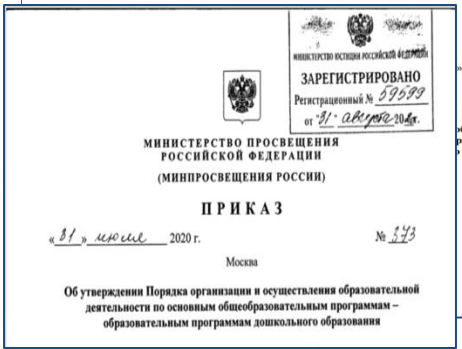 МИНИСТЕРСТВО ЮСТИЦИИ РОССИЙСКОЙ ФЕДЕРАЦИИ
ЗАРЕГИСТРИРОВАНО
Регистрационный № 59599
от "31" августа 202
МИНИСТЕРСТВО ПРОСВЕЩЕНИЯ
РОССИЙСКОЙ ФЕДЕРАЦИИ
(МИНПРОСВЕЩЕНИЯ РОССИИ)
ПРИКАЗ
«31» июля 2020 г.
№ 373
Москва
Об утверждении Порядка организации и осуществления образовательной
деятельности по основным общеобразовательным программам –
образовательным программам дошкольного образования